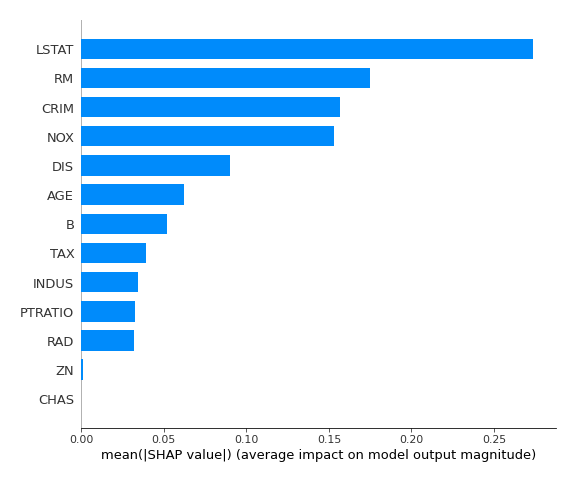 LSTAT
RM
CRIM
NOX
DIS
AGE
B
TAX
INDUS
PTRATIO
RAD
ZN
CHAS
0.00 0.05 0.10 0.15 0.20 0.25
mean(|SHAP value|) (average impact on model output magnitude)